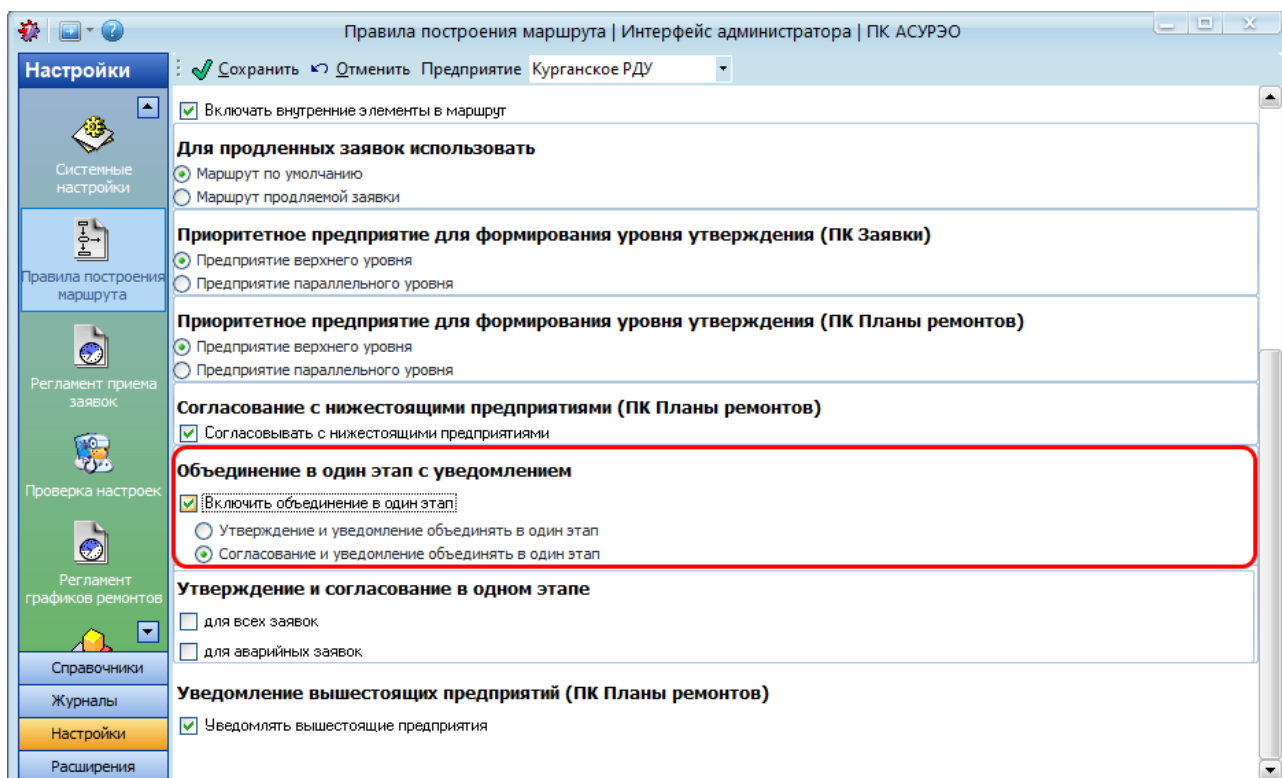 Правила построения маршрута | Интерфейс администратора | ПК АСУРЭО
Настройки
Сохранить Отменить Предприятие Курганское РДУ
Системные
настройки
Правила построения
маршрута
Регламент приема
заявок
Проверка настроек
Регламент
графиков ремонтов
Справочники
Журналы
Настройки
Расширения
Включать внутренние элементы в маршрут
Для продленных заявок использовать
Маршрут по умолчанию
Маршрут продляемой заявки
Приоритетное предприятие для формирования уровня утверждения (ПК Заявки)
Предприятие верхнего уровня
Предприятие параллельного уровня
Приоритетное предприятие для формирования уровня утверждения (ПК Планы ремонтов)
Предприятие верхнего уровня
Предприятие параллельного уровня
Согласование с нижестоящими предприятиями (ПК Планы ремонтов)
Согласовывать с нижестоящими предприятиями
Объединение в один этап с уведомлением
Включить объединение в один этап
Утверждение и уведомление объединять в один этап
Согласование и уведомление объединять в один этап
Утверждение и согласование в одном этапе
для всех заявок
для аварийных заявок
Уведомление вышестоящих предприятий (ПК Планы ремонтов)
Уведомлять вышестоящие предприятия